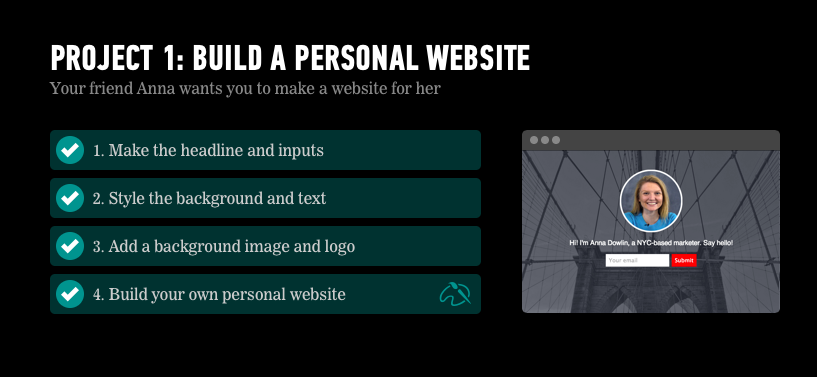 PROJECT 1: BUILD A PERSONAL WEBSITE
Your friend Anna wants you to make a website for her
1. Make the headline and inputs
2. Style the background and text
3. Add a background image and logo
4. Build your own personal website
Hi! I'm Anna Dowlin, a NYC-based marketer. Say hello!
Your email
Submit